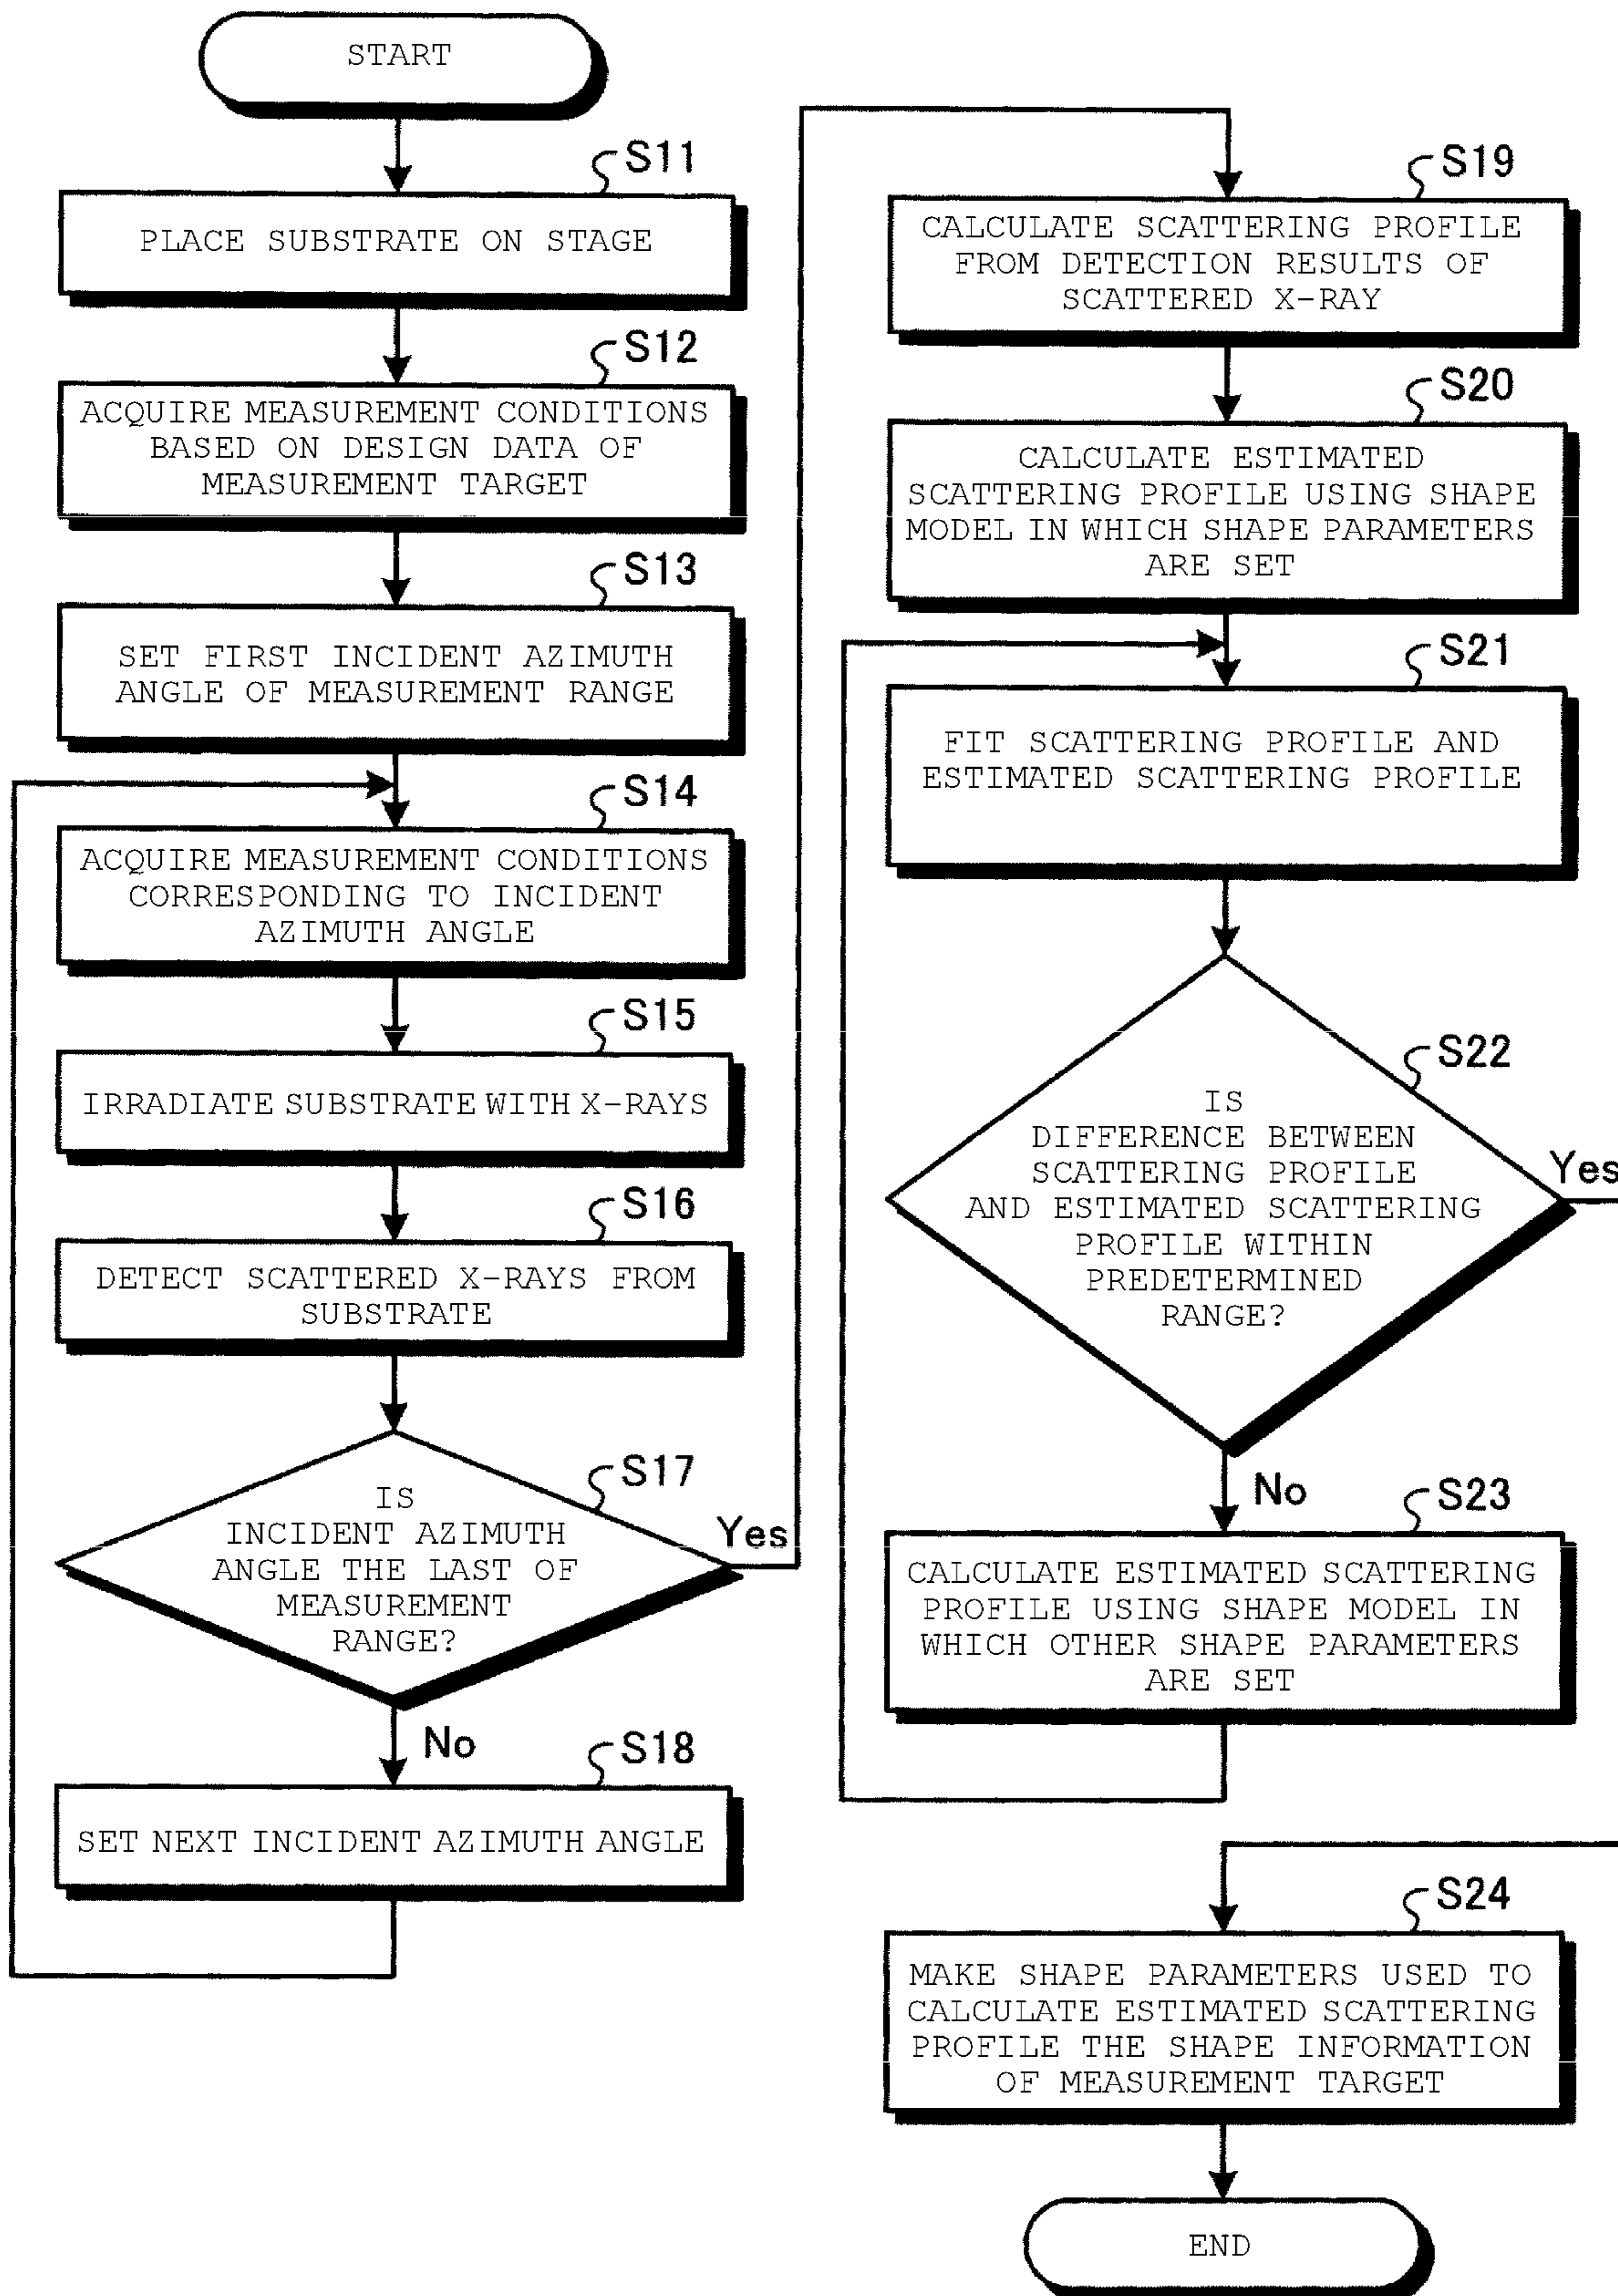 START
S11
PLACE SUBSTRATE ON STAGE
S12
ACQUIRE MEASUREMENT CONDITIONS
BASED ON DESIGN DATA OF
MEASUREMENT TARGET
S13
SET FIRST INCIDENT AZIMUTH
ANGLE OF MEASUREMENT RANGE
S14
ACQUIRE MEASUREMENT CONDITIONS
CORRESPONDING TO INCIDENT
AZIMUTH ANGLE
S15
IRRADIATE SUBSTRATE WITH X-RAYS
S16
DETECT SCATTERED X-RAYS FROM
SUBSTRATE
S17
IS
INCIDENT AZIMUTH
ANGLE THE LAST OF
MEASUREMENT
RANGE?
Yes
No
S18
SET NEXT INCIDENT AZIMUTH ANGLE
S19
CALCULATE SCATTERING PROFILE
FROM DETECTION RESULTS OF
SCATTERED X-RAY
S20
CALCULATE ESTIMATED
SCATTERING PROFILE USING SHAPE
MODEL IN WHICH SHAPE PARAMETERS
ARE SET
S21
FIT SCATTERING PROFILE AND
ESTIMATED SCATTERING PROFILE
S22
IS
DIFFERENCE BETWEEN
SCATTERING PROFILE
AND ESTIMATED SCATTERING
PROFILE WITHIN
PREDETERMINED
RANGE?
Yes
No
S23
CALCULATE ESTIMATED SCATTERING
PROFILE USING SHAPE MODEL IN
WHICH OTHER SHAPE PARAMETERS
ARE SET
S24
MAKE SHAPE PARAMETERS USED TO
CALCULATE ESTIMATED SCATTERING
PROFILE THE SHAPE INFORMATION
OF MEASUREMENT TARGET
END